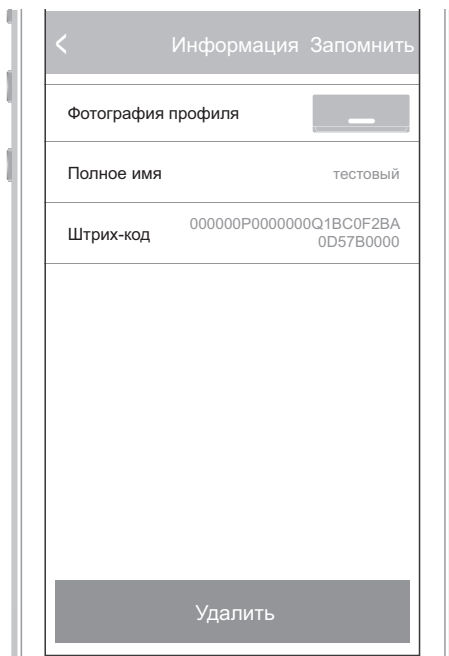 Информация Запомнить
Фотография профиля
Полное имя тестовый
Штрих-код 000000P0000000Q1BC0F2BA
0D57B0000
Удалить